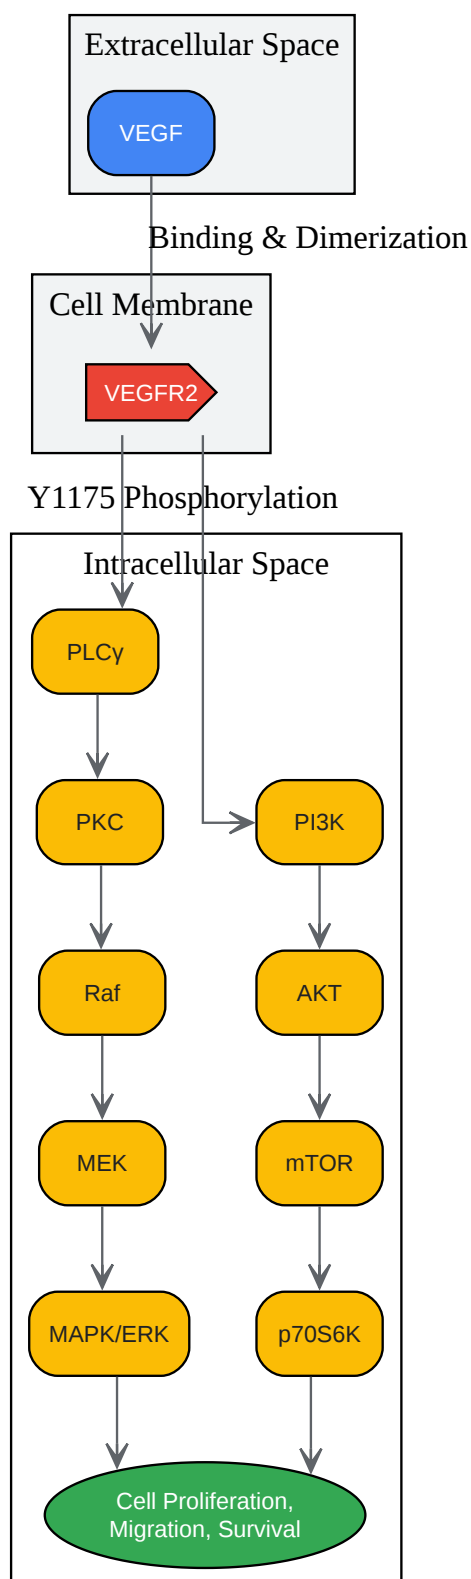 Extracellular Space
VEGF
Binding & Dimerization
Cell Membrane
VEGFR2
Y1175 Phosphorylation
Intracellular Space
PLCγ
PKC
PI3K
Raf
AKT
MEK
mTOR
MAPK/ERK
p70S6K
Cell Proliferation,
Migration, Survival